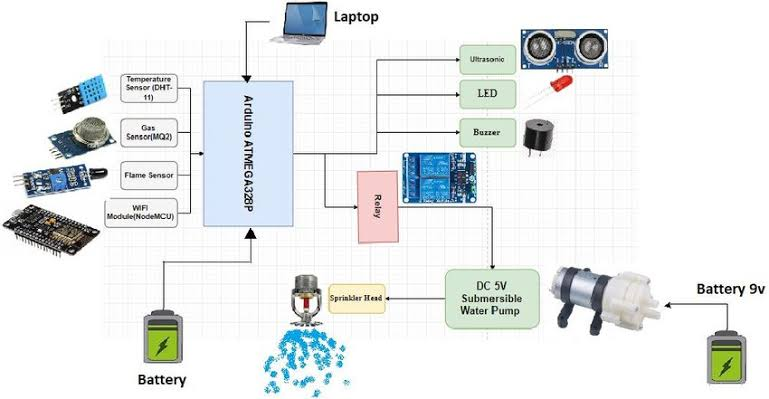 Laptop
Temperature
Sensor (DHT-
11)
Gas
Sensor(MQ2)
Flame Sensor
WIFI
Module(NodeMCU)
Arduino ATMEGA328P
Ultrasonic
LED
Buzzer
Relay
DC 5V
Submersible
Water Pump
Sprinkler Head
Battery
Battery 9v